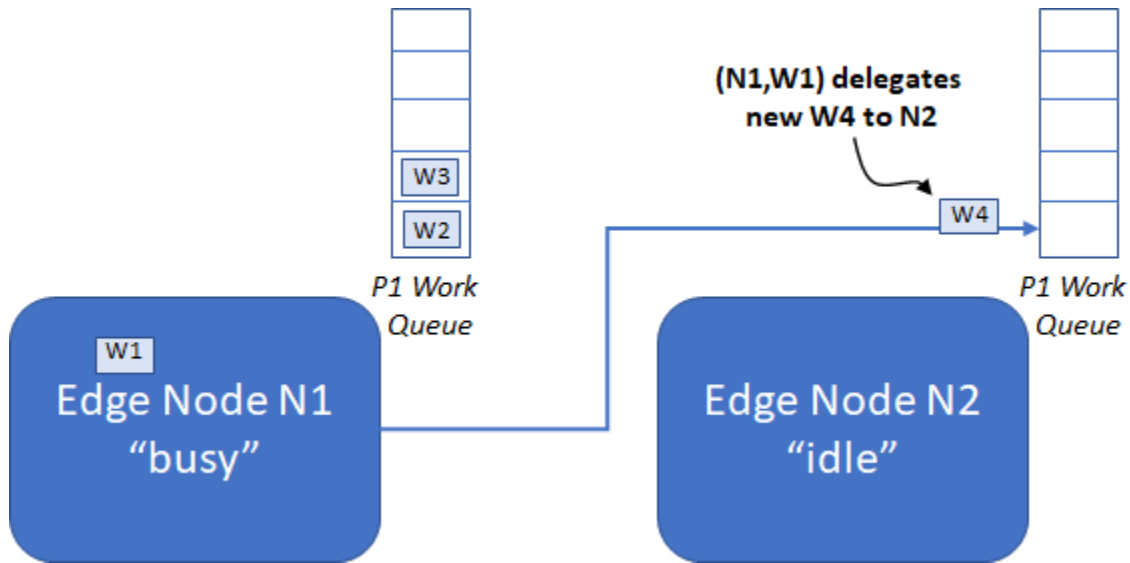 (N1,W1) delegates
new W4 to N2
W3
W2
W4
P1 Work
Queue
P1 Work
Queue
W1
Edge Node N1
“busy”
Edge Node N2
“idle”